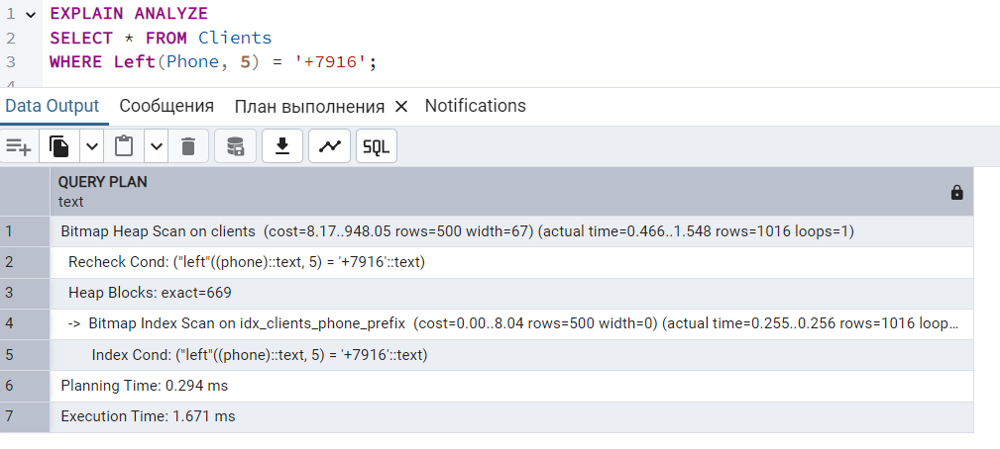 1 EXPLAIN ANALYZE
2 SELECT * FROM Clients
3 WHERE Left(Phone, 5) = '+7916';
4
Data Output Сообщения План выполнения Notifications
SQL
QUERY PLAN
text
1 Bitmap Heap Scan on clients (cost=8.17..948.05 rows=500 width=67) (actual time=0.466..1.548 rows=1016 loops=1)
2 Recheck Cond: ("left"((phone)::text, 5) = '+7916'::text)
3 Heap Blocks: exact=669
4 -> Bitmap Index Scan on idx_clients_phone_prefix (cost=0.00..8.04 rows=500 width=0) (actual time=0.255..0.256 rows=1016 loop...
5 Index Cond: ("left"((phone)::text, 5) = '+7916'::text)
6 Planning Time: 0.294 ms
7 Execution Time: 1.671 ms